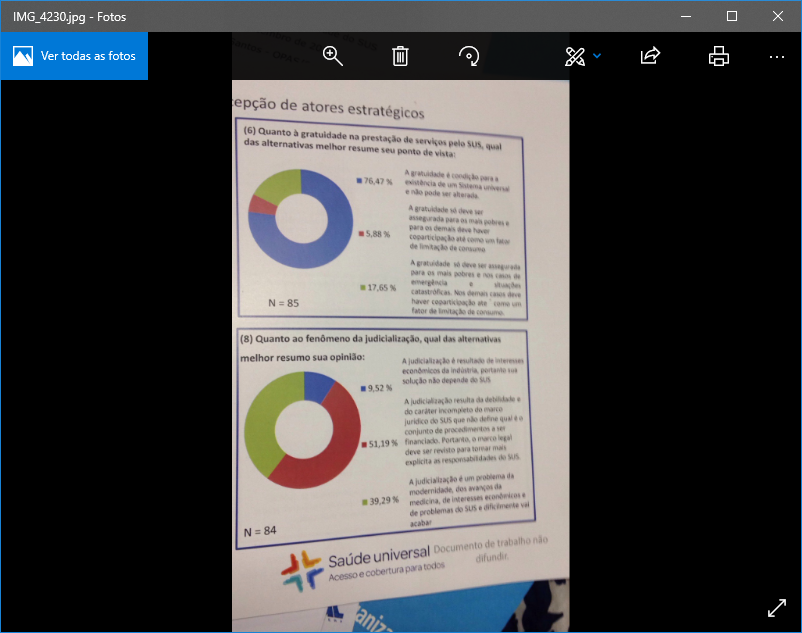 IMG_4230.jpg - Fotos
Ver todas as fotos
cepção de atores estratégicos
(6) Quanto à gratuidade na prestação de serviços pelo SUS, qual
das alternativas melhor resume seu ponto de vista:
76,47 %
A gratuidade é condição para a
existência de um Sistema universal
e não pode ser alterada.
5,88 %
A gratuidade só deve ser
assegurada para os mais pobres e
para os demais deva haver
coparticipação até como um fator
de limitação de consumo
17,65 %
A gratuidade só deve ser assegurada
para os mais pobres e nos casos de
emergência e situações
catastróficas. Nos demais casos deve
haver coparticipação até como um
fator de limitação de consumo.
N = 85
(8) Quanto ao fenômeno da judicialização, qual das alternativas
melhor resumo sua opinião:
9,52 %
A judicialização é resultado de interesses
econômicos da indústria, portanto sua
solução não depende do SUS
51,19 %
A judicialização resulta da debilidade e
do caráter incompleto do marco
jurídico do SUS que não define qual é o
conjunto de procedimentos a ser
financiado. Portanto, o marco legal
deve ser revisto para tornar mais
explícita as responsabilidades do SUS.
39,29 %
A judicialização é um problema da
modernidade, dos avanços da
medicina, de interesses econômicos e
de problemas do SUS e dificilmente vai
acabar
N = 84
Saúde universal
Acesso e cobertura para todos
Documento de trabalho não
difundir.
aniz